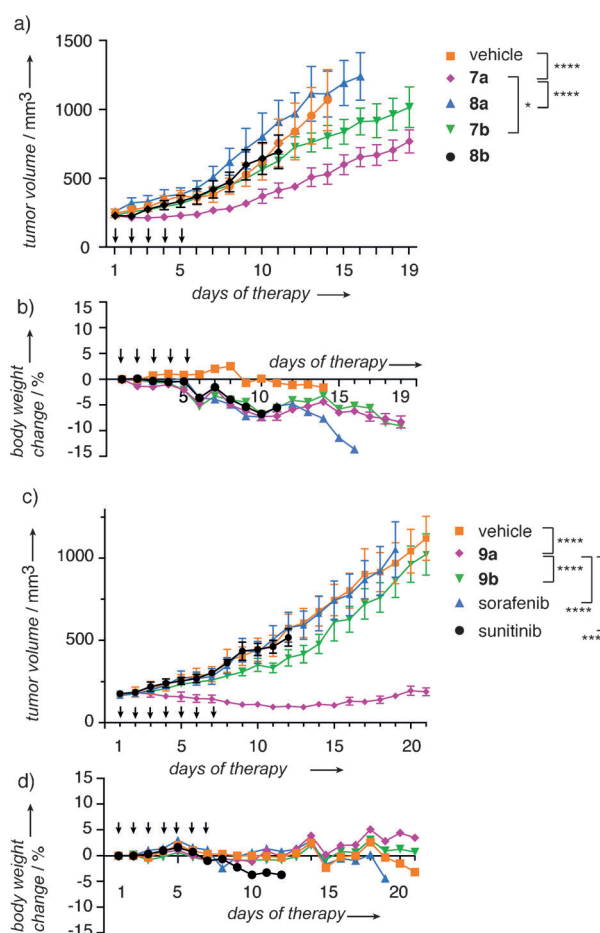 a)
tumor volume / mm3
1500
1000
500
0
1
5
10
15
19
days of therapy
vehicle
7a
8a
7b
8b
****
****
*
b)
body weight
change / %
15
10
5
0
-5
-10
-15
5
10
15
19
days of therapy
c)
tumor volume / mm3
1000
500
0
1
5
10
15
20
days of therapy
vehicle
9a
9b
sorafenib
sunitinib
****
****
****
***
d)
body weight
change / %
15
10
5
0
-5
-10
-15
1
5
10
15
20
days of therapy